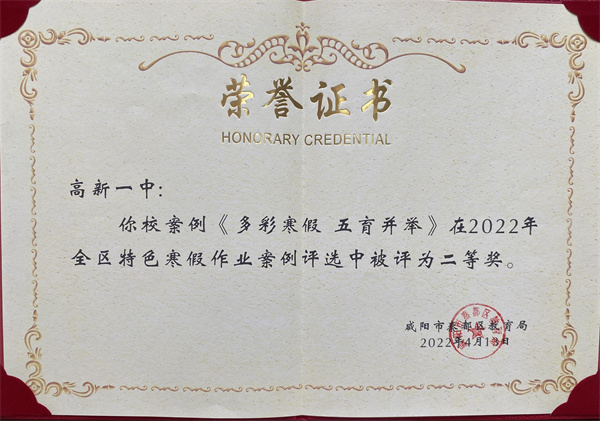 荣誉证书
HONORARY CREDENTIAL
高新一中：
你校案例《多彩寒假 五育并举》在2022年
全区特色寒假作业案例评选中被评为二等奖。
咸阳市秦都区教育局
2022年4月13日